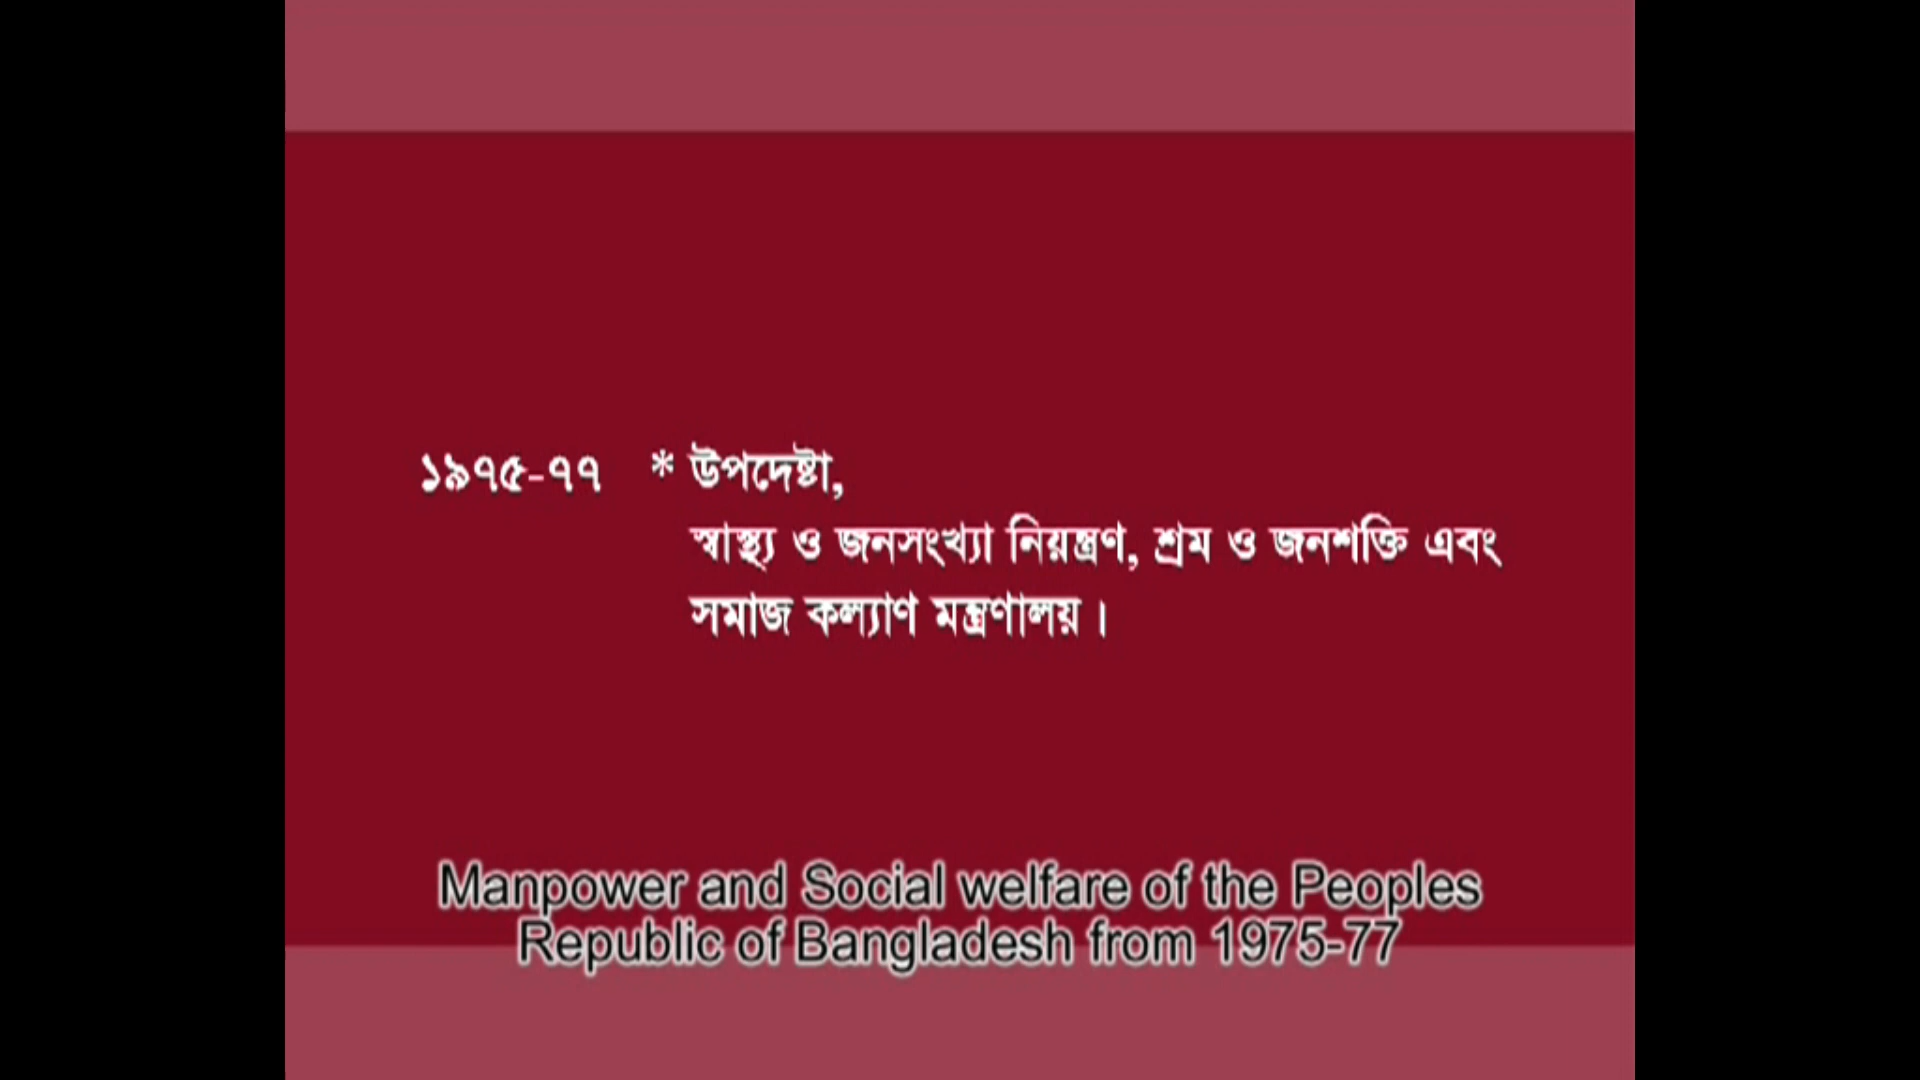 ১৯৭৫-৭৭ * উপদেষ্টা,
স্বাস্থ্য ও জনসংখ্যা নিয়ন্ত্রণ, শ্রম ও জনশক্তি এবং
সমাজ কল্যাণ মন্ত্রণালয় ।
Manpower and Social welfare of the Peoples
Republic of Bangladesh from 1975-77